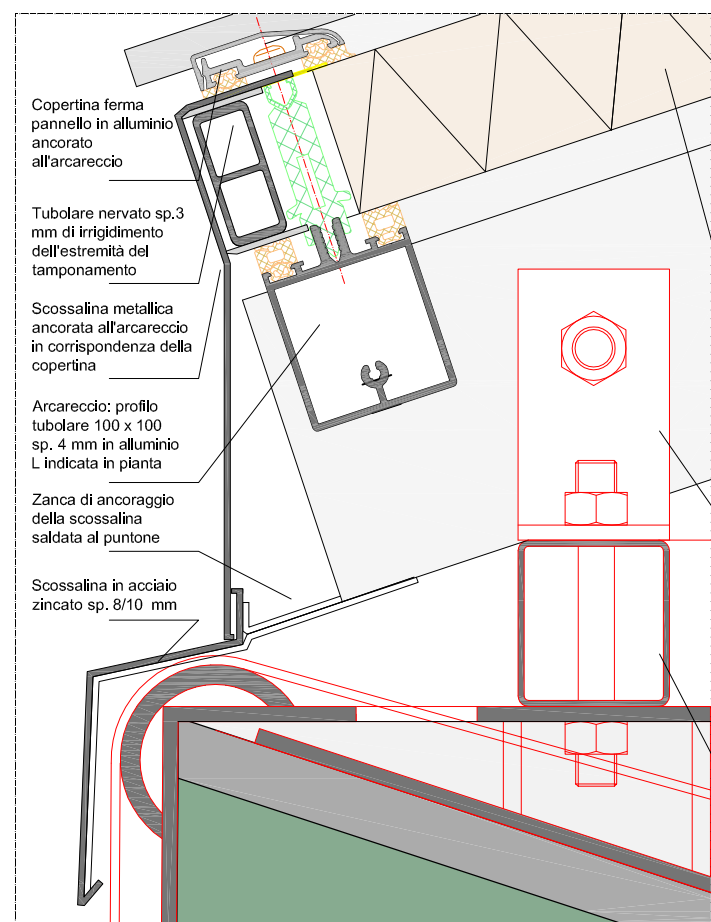 Copertina ferma
pannello in alluminio
ancorato
all'arcareccio
Tubolare nervato sp.3
mm di irrigidimento
dell'estremità del
tamponamento
Scossalina metallica
ancorata all'arcareccio
in corrispondenza della
copertina
Arcareccio: profilo
tubolare 100 x 100
sp. 4 mm in alluminio
L indicata in pianta
Zanca di ancoraggio
della scossalina
saldata al puntone
Scossalina in acciaio
zincato sp. 8/10 mm